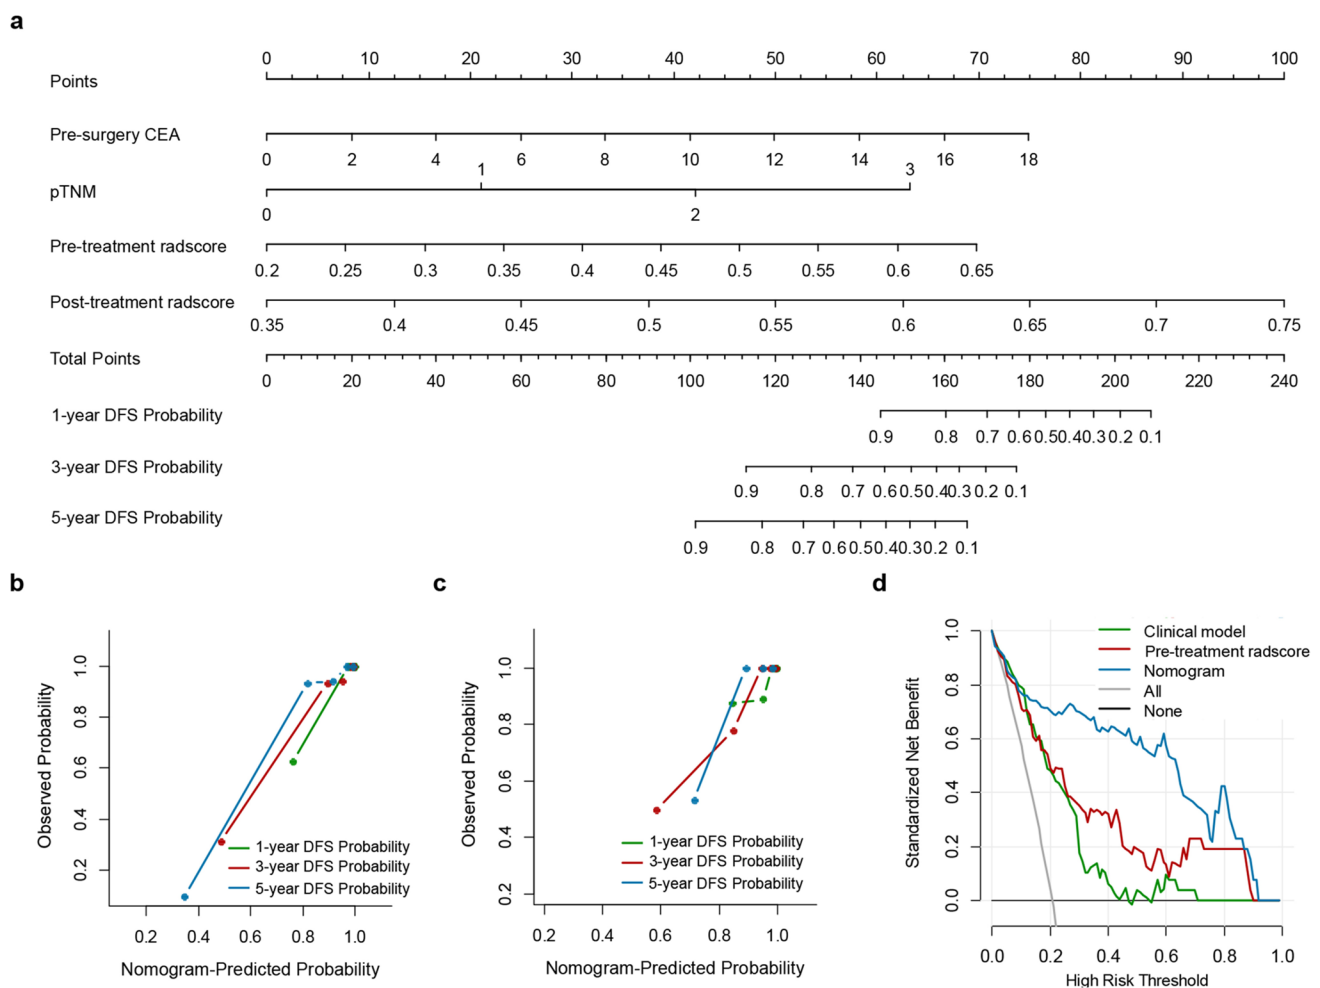 a
0 10 20 30 40 50 60 70 80 90 100
Points
Pre-surgery CEA
0 2 4 6 8 10 12 14 16 18
1 3
pTNM
0 2
Pre-treatment radscore
0.2 0.25 0.3 0.35 0.4 0.45 0.5 0.55 0.6 0.65
Post-treatment radscore
0.35 0.4 0.45 0.5 0.55 0.6 0.65 0.7 0.75
Total Points
0 20 40 60 80 100 120 140 160 180 200 220 240
1-year DFS Probability
0.9 0.8 0.7 0.6 0.5 0.4 0.3 0.2 0.1
3-year DFS Probability
0.9 0.8 0.7 0.6 0.5 0.4 0.3 0.2 0.1
5-year DFS Probability
0.9 0.8 0.7 0.6 0.5 0.4 0.3 0.2 0.1
b
Observed Probability
1.0
0.8
0.6
0.4
0.2
1-year DFS Probability
3-year DFS Probability
5-year DFS Probability
0.2 0.4 0.6 0.8 1.0
Nomogram-Predicted Probability
c
Observed Probability
1.0
0.8
0.6
0.4
0.2
1-year DFS Probability
3-year DFS Probability
5-year DFS Probability
0.2 0.4 0.6 0.8 1.0
Nomogram-Predicted Probability
d
Standardized Net Benefit
1.0
0.8
0.6
0.4
0.2
0.0
Clinical model
Pre-treatment radscore
Nomogram
All
None
0.0 0.2 0.4 0.6 0.8 1.0
High Risk Threshold